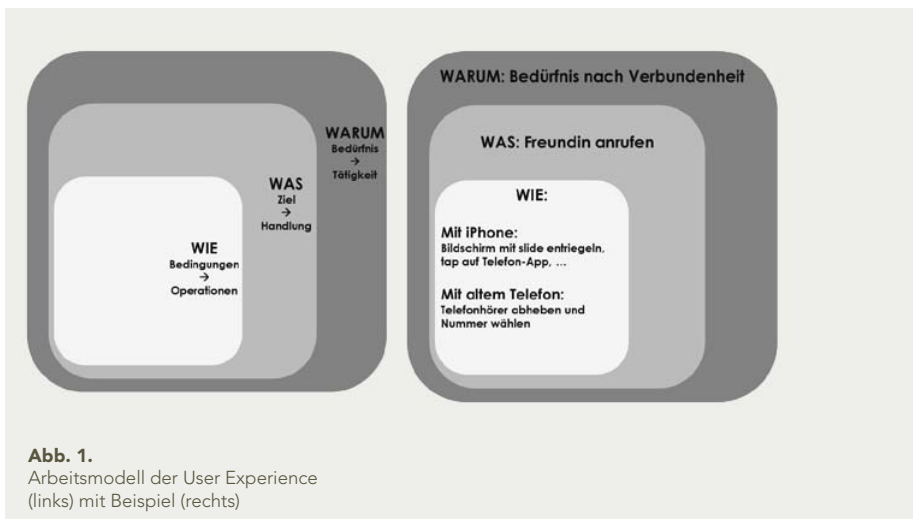 WARUM
Bedürfnis
→
Tätigkeit
WAS
Ziel
→
Handlung
WIE
Bedingungen
→
Operationen
WARUM: Bedürfnis nach Verbundenheit
WAS: Freundin anrufen
WIE:
Mit iPhone:
Bildschirm mit slide entriegeln,
tap auf Telefon-App, ...
Mit altem Telefon:
Telefonhörer abheben und
Nummer wählen
Abb. 1.
Arbeitsmodell der User Experience
(links) mit Beispiel (rechts)